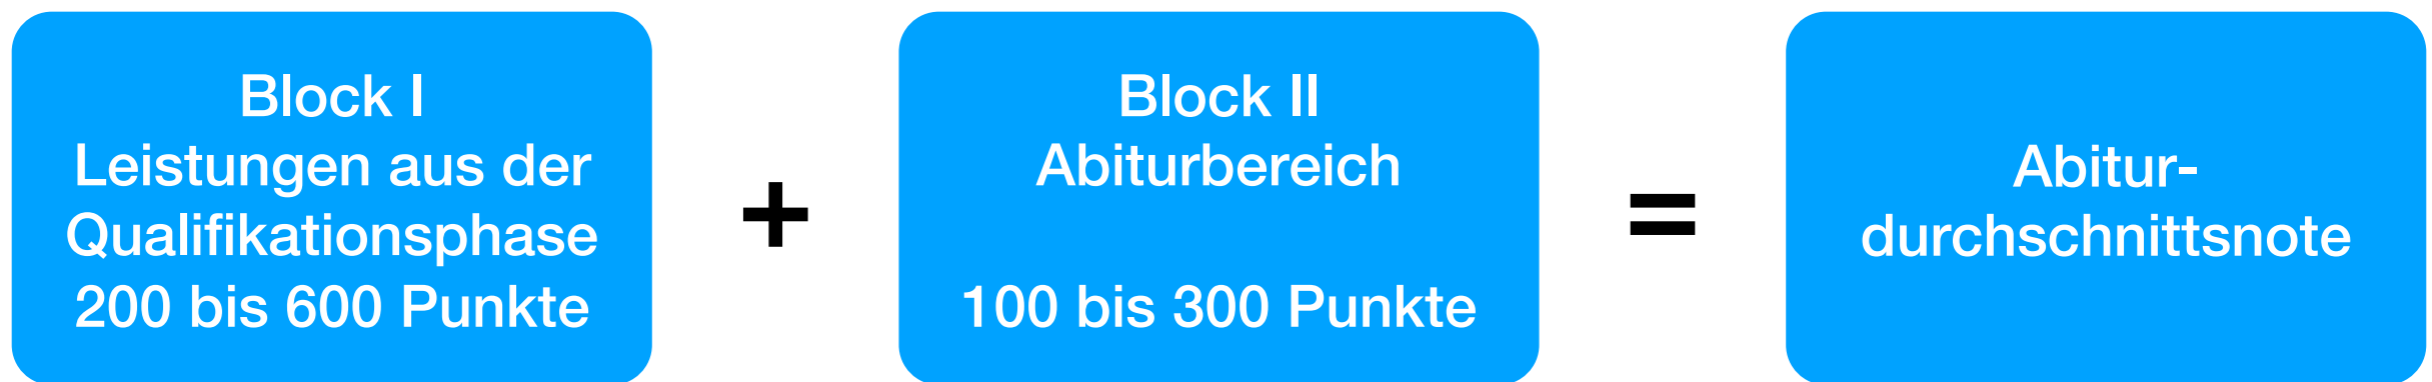 Block I
Leistungen aus der
Qualifikationsphase
200 bis 600 Punkte
+
Block II
Abiturbereich
100 bis 300 Punkte
=
Abitur-
durchschnittsnote